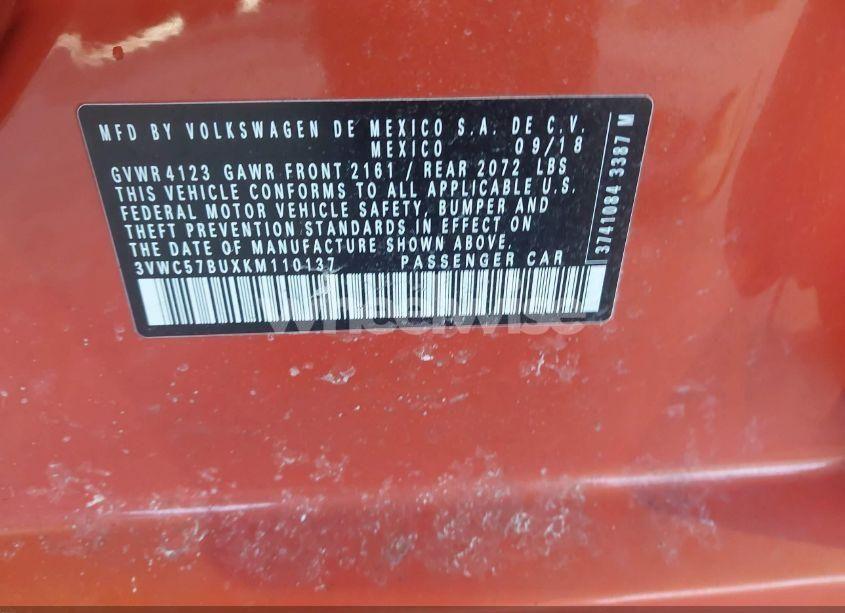 MFD BY VOLKSWAGEN DE MEXICO S.A. DE C.V.
MEXICO 09/18
GVWR 4123 GAWR FRONT 2161 / REAR 2072 LBS
THIS VEHICLE CONFORMS TO ALL APPLICABLE U.S.
FEDERAL MOTOR VEHICLE SAFETY, BUMPER AND
THEFT PREVENTION STANDARDS IN EFFECT ON
THE DATE OF MANUFACTURE SHOWN ABOVE.
3VWC57BUXKM110137 PASSENGER CAR
3741084 3387 M
wheelwise